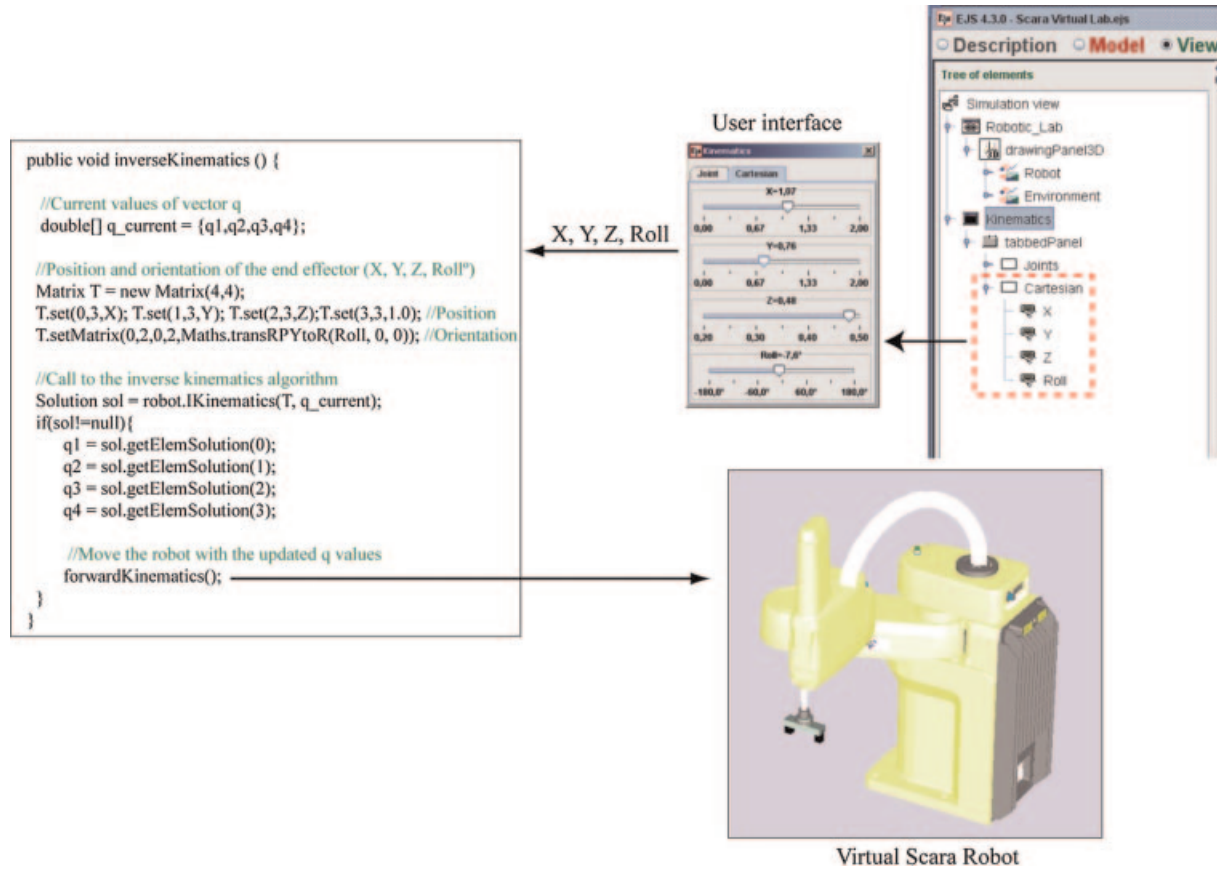 EJS 4.3.0 - Scara Virtual Lab.ejs
Description Model View
Tree of elements
Simulation view
Robotic_Lab
drawingPanel3D
Robot
Environment
Kinematics
tabbedPanel
Joints
Cartesian
X
Y
Z
Roll
User interface
Kinematics
Joint Cartesian
X=1,07
0,00 0,67 1,33 2,00
Y=0,76
0,00 0,67 1,33 2,00
Z=0,48
0,20 0,30 0,40 0,50
Roll=-7,6º
-180,0º -60,0º 60,0º 180,0º
X, Y, Z, Roll
public void inverseKinematics () {
//Current values of vector q
double[] q_current = {q1,q2,q3,q4};
//Position and orientation of the end effector (X, Y, Z, Rollº)
Matrix T = new Matrix(4,4);
T.set(0,3,X); T.set(1,3,Y); T.set(2,3,Z);T.set(3,3,1.0); //Position
T.setMatrix(0,2,0,2,Maths.transRPYtoR(Roll, 0, 0)); //Orientation
//Call to the inverse kinematics algorithm
Solution sol = robot.IKinematics(T, q_current);
if(sol!=null){
q1 = sol.getElemSolution(0);
q2 = sol.getElemSolution(1);
q3 = sol.getElemSolution(2);
q4 = sol.getElemSolution(3);
//Move the robot with the updated q values
forwardKinematics();
}
}
Virtual Scara Robot